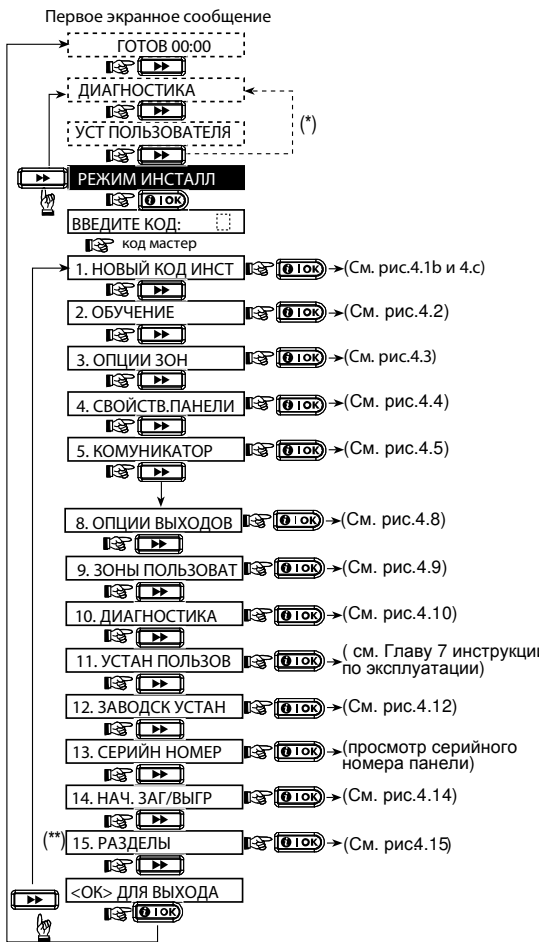 Первое экранное сообщение
ГОТОВ 00:00
ДИАГНОСТИКА
УСТ ПОЛЬЗОВАТЕЛЯ
(*)
РЕЖИМ ИНСТАЛЛ
I OK
ВВЕДИТЕ КОД:
код мастер
1. НОВЫЙ КОД ИНСТ I OK (См. рис.4.1b и 4.c)
2. ОБУЧЕНИЕ I OK (См. рис.4.2)
3. ОПЦИИ ЗОН I OK (См. рис.4.3)
4. СВОЙСТВ.ПАНЕЛИ I OK (См. рис.4.4)
5. КОМУНИКАТОР I OK (См. рис.4.5)
8. ОПЦИИ ВЫХОДОВ I OK (См. рис.4.8)
9. ЗОНЫ ПОЛЬЗОВАТ I OK (См. рис.4.9)
10. ДИАГНОСТИКА I OK (См. рис.4.10)
11. УСТАН ПОЛЬЗОВ I OK ( см. Главу 7 инструкци
по эксплуатации)
12. ЗАВОДСК УСТАН I OK (См. рис.4.12)
13. СЕРИЙН НОМЕР I OK (просмотр серийного
номера панели)
14. НАЧ. ЗАГ/ВЫГР I OK (См. рис.4.14)
(**) 15. РАЗДЕЛЫ I OK (См. рис4.15)
<OK> ДЛЯ ВЫХОДА
I OK